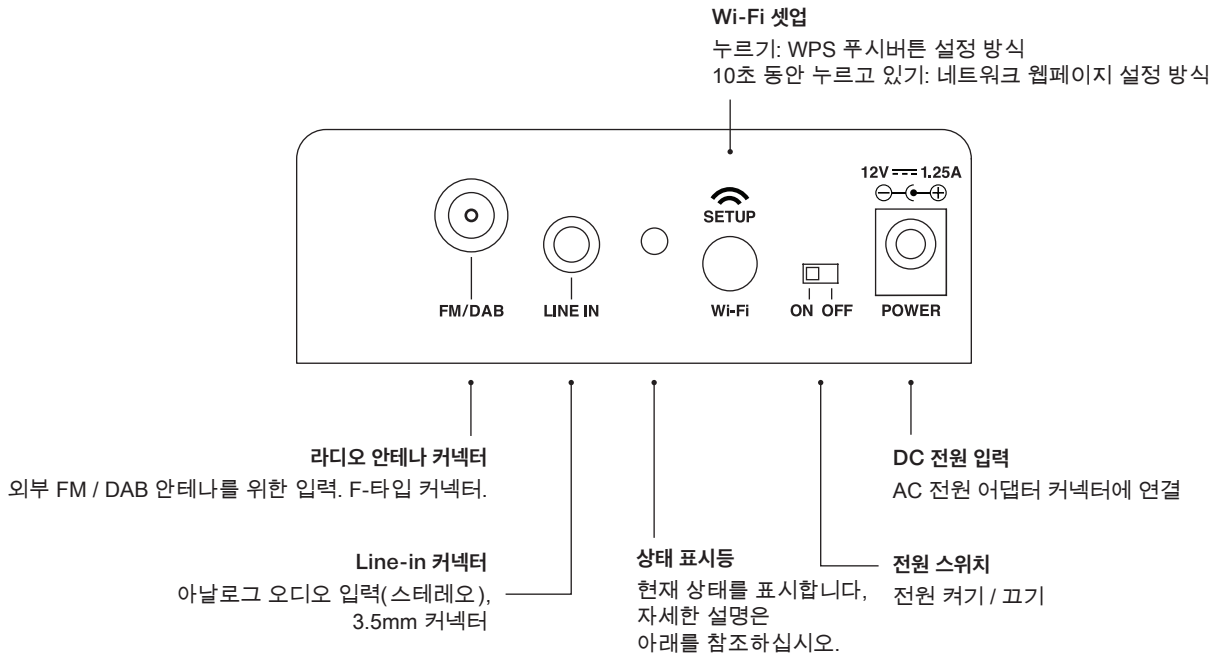 Wi-Fi 셋업
누르기: WPS 푸시버튼 설정 방식
10초 동안 누르고 있기: 네트워크 웹페이지 설정 방식
12V 1.25A
SETUP
FM/DAB
LINE IN
Wi-Fi
ON OFF
POWER
라디오 안테나 커넥터
외부 FM / DAB 안테나를 위한 입력. F-타입 커넥터.
DC 전원 입력
AC 전원 어댑터 커넥터에 연결
Line-in 커넥터
아날로그 오디오 입력(스테레오),
3.5mm 커넥터
상태 표시등
현재 상태를 표시합니다,
자세한 설명은
아래를 참조하십시오.
전원 스위치
전원 켜기 / 끄기